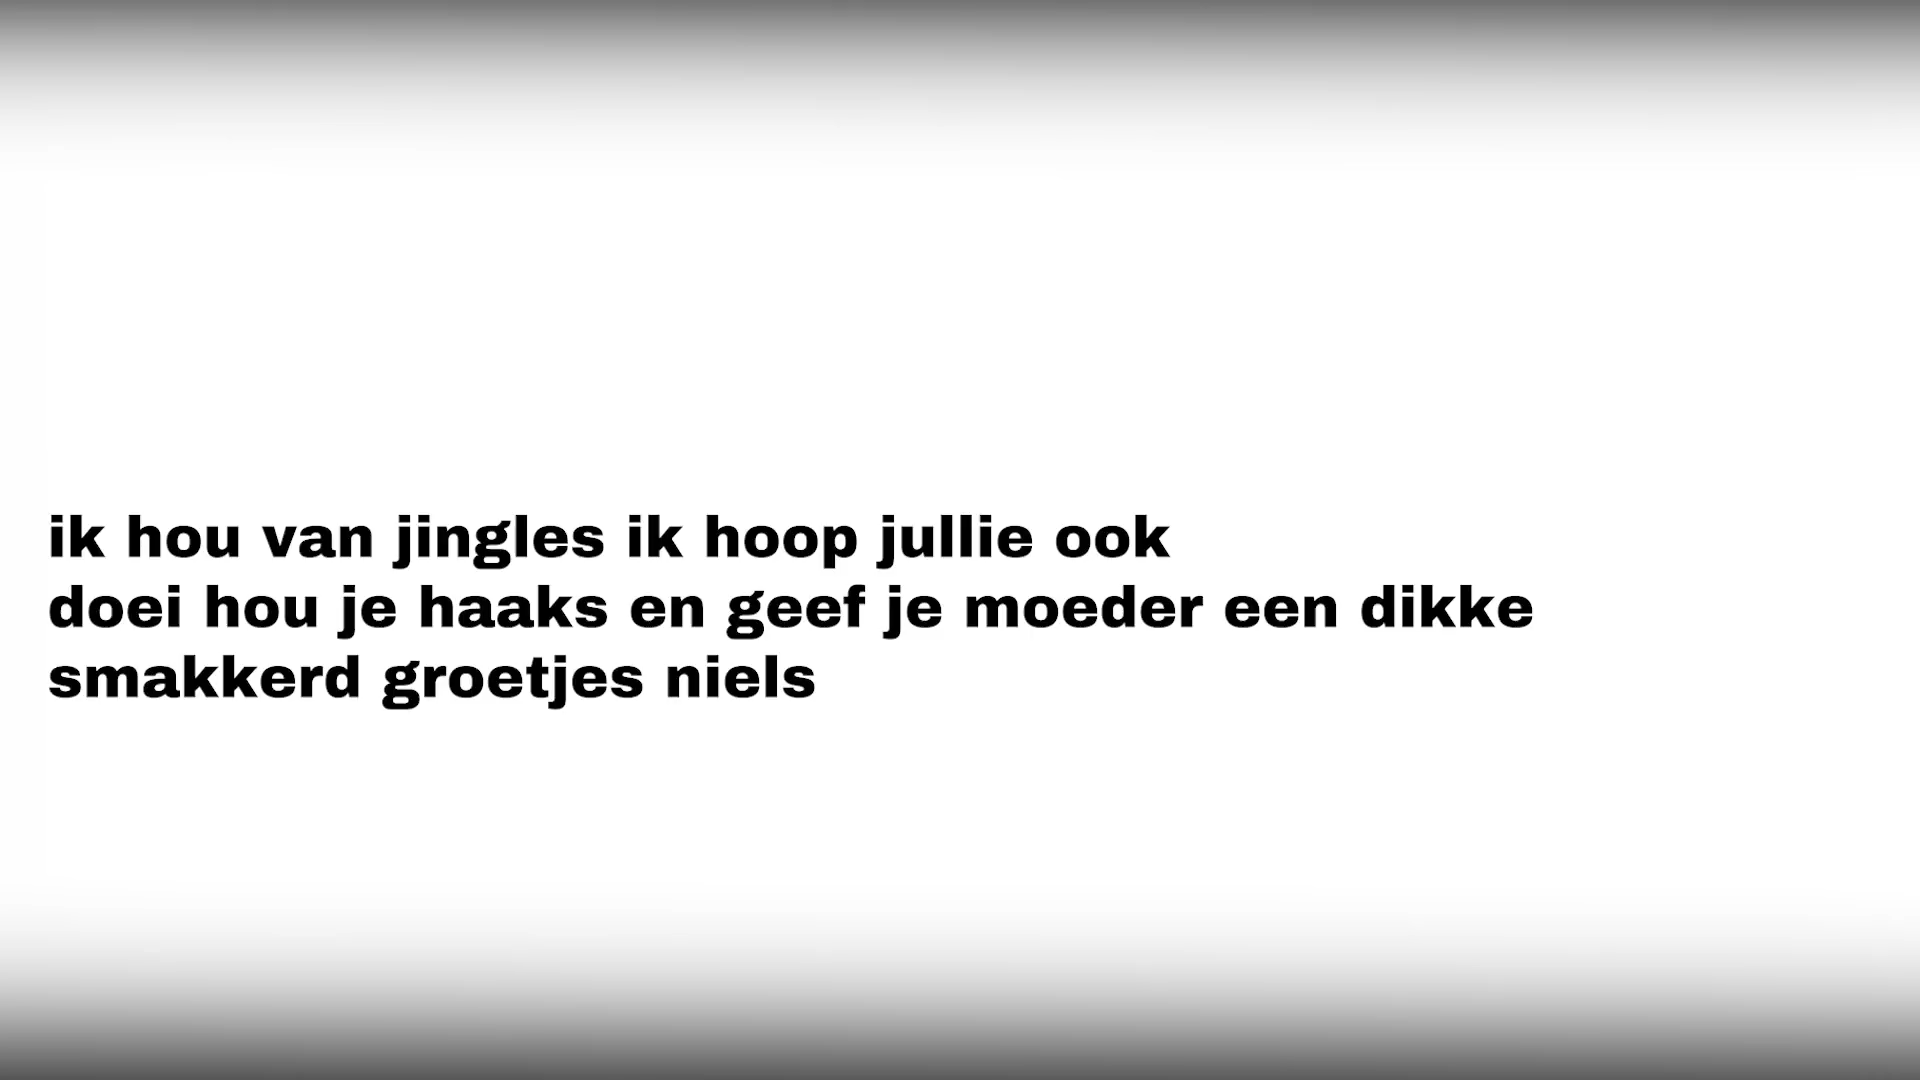 ik hou van jingles ik hoop jullie ook
doei hou je haaks en geef je moeder een dikke
smakkerd groetjes niels